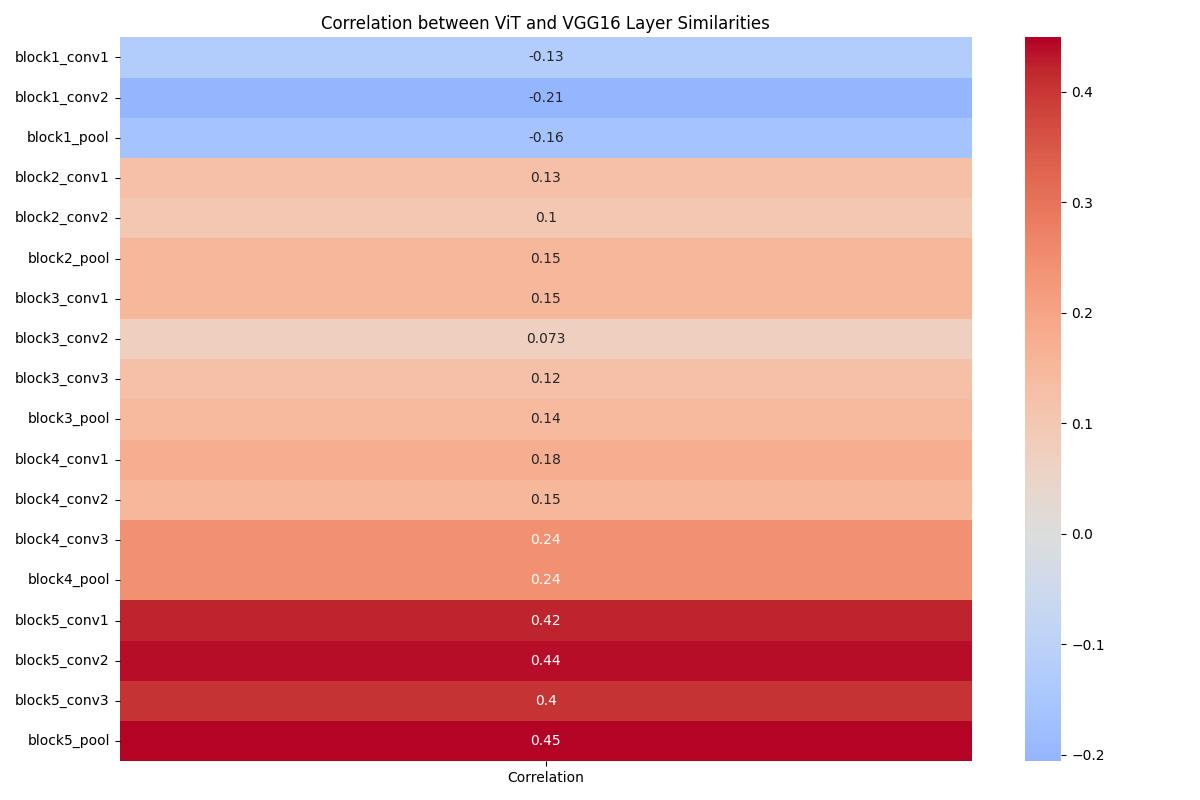 Correlation between ViT and VGG16 Layer Similarities
block1_conv1 -0.13
block1_conv2 -0.21
block1_pool -0.16
block2_conv1 0.13
block2_conv2 0.1
block2_pool 0.15
block3_conv1 0.15
block3_conv2 0.073
block3_conv3 0.12
block3_pool 0.14
block4_conv1 0.18
block4_conv2 0.15
block4_conv3 0.24
block4_pool 0.24
block5_conv1 0.42
block5_conv2 0.44
block5_conv3 0.4
block5_pool 0.45
Correlation
0.4
0.3
0.2
0.1
0.0
−0.1
−0.2